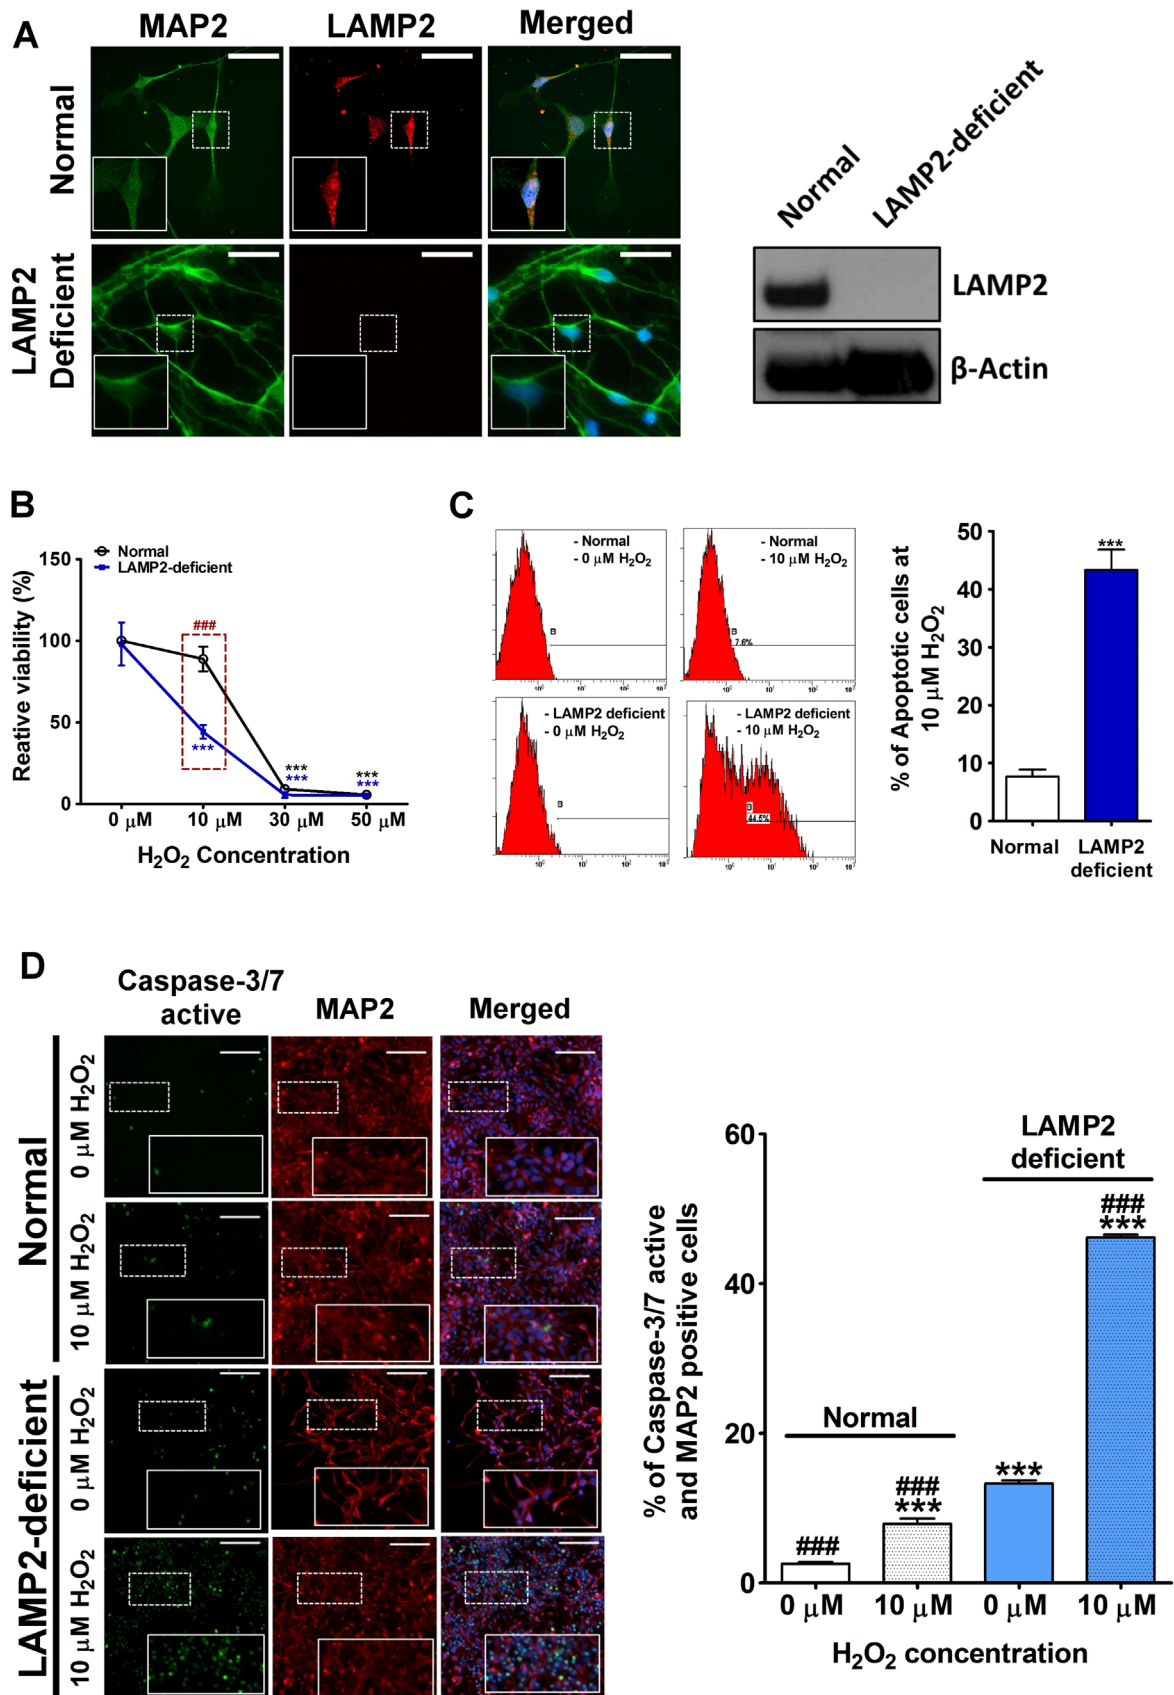 A
MAP2
LAMP2
Merged
Normal
LAMP2
Deficient
Normal
LAMP2-deficient
LAMP2
β-Actin
B
Normal
LAMP2-deficient
Relative viability (%)
150
100
50
0
###
***
***
***
***
***
0 μM
10 μM
30 μM
50 μM
H₂O₂ Concentration
C
- Normal
- 0 μM H₂O₂
- Normal
- 10 μM H₂O₂
7.6%
- LAMP2 deficient
- 0 μM H₂O₂
- LAMP2 deficient
- 10 μM H₂O₂
44.5%
% of Apoptotic cells at
10 μM H₂O₂
50
40
30
20
10
0
***
Normal
LAMP2
deficient
D
Caspase-3/7
active
MAP2
Merged
Normal
0 μM H₂O₂
10 μM H₂O₂
LAMP2-deficient
0 μM H₂O₂
10 μM H₂O₂
% of Caspase-3/7 active
and MAP2 positive cells
60
40
20
0
Normal
LAMP2
deficient
###
###
***
***
###
***
0 μM
10 μM
0 μM
10 μM
H₂O₂ concentration